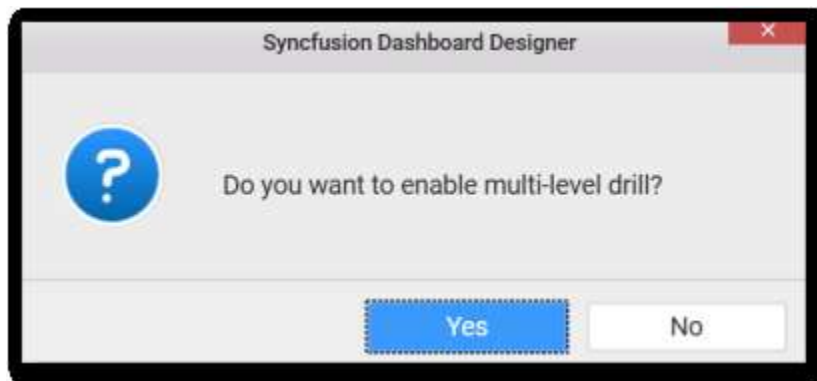 Syncfusion Dashboard Designer
Do you want to enable multi-level drill?
Yes
No